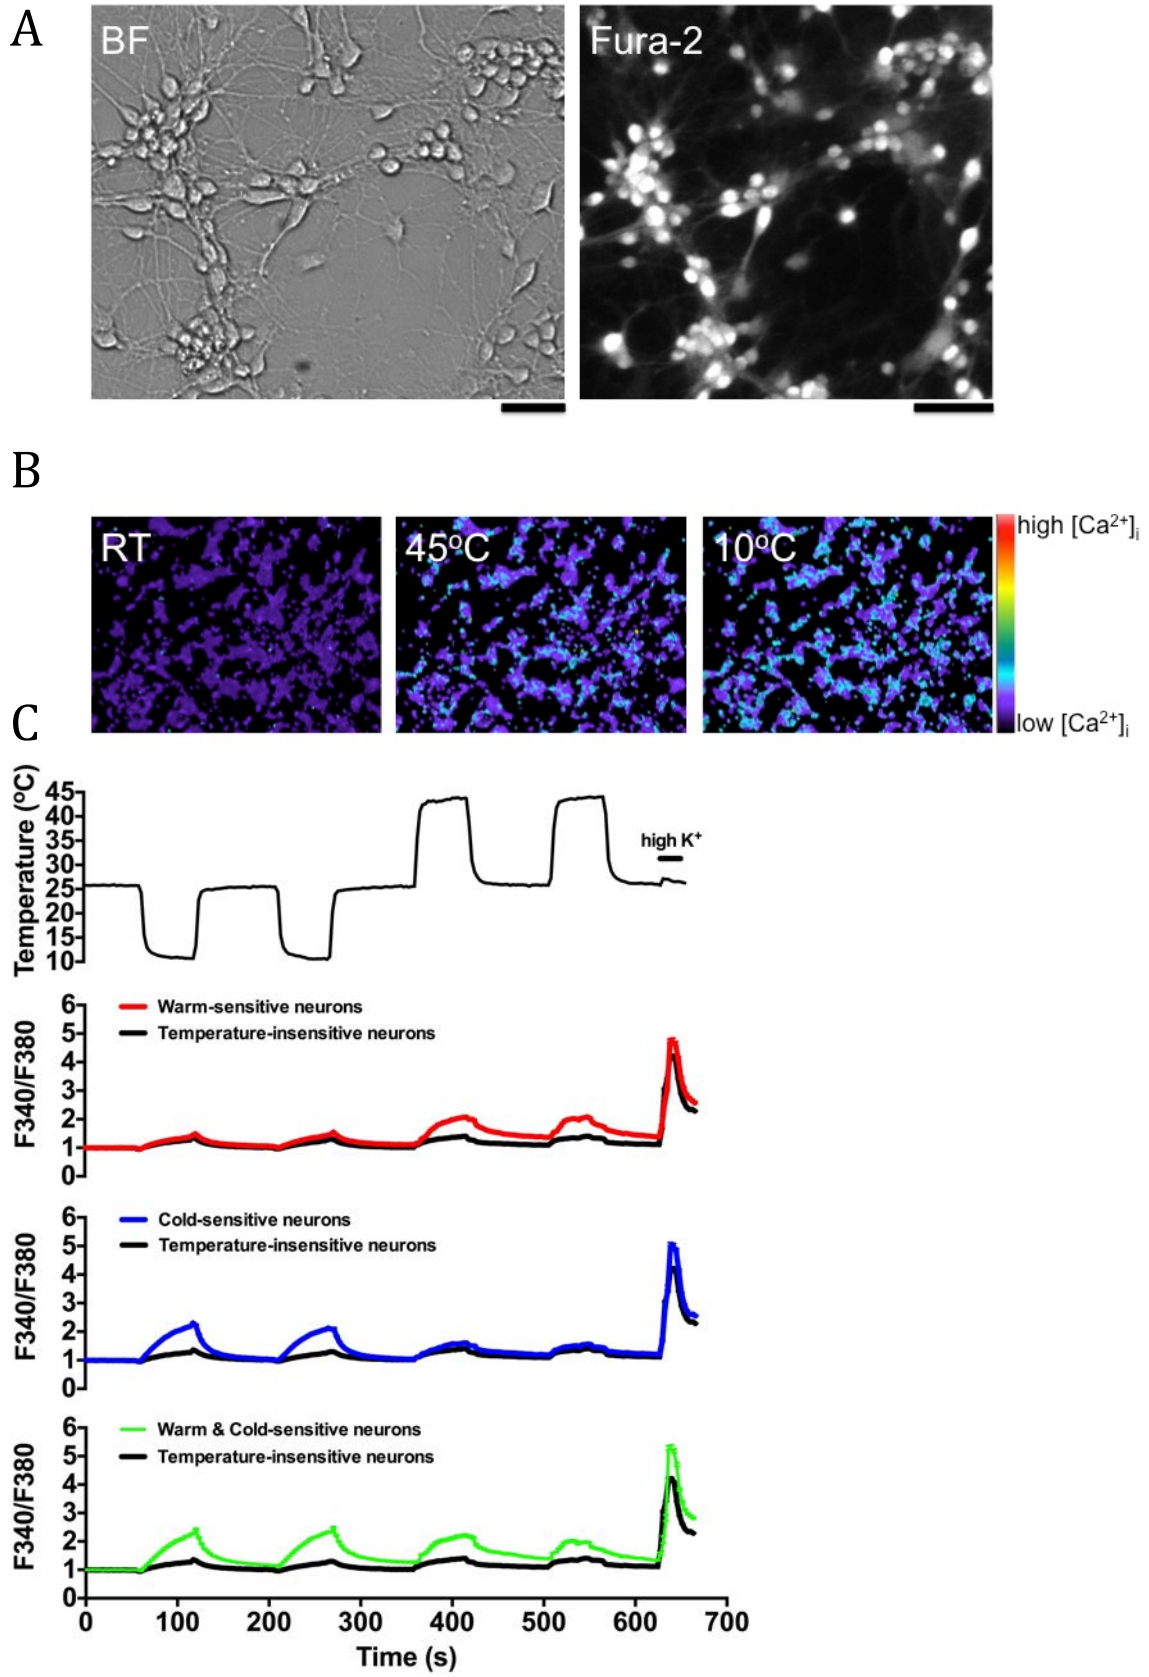 A
BF
Fura-2
B
RT
45ºC
10ºC
high [Ca²⁺]ᵢ
low [Ca²⁺]ᵢ
C
Temperature (ºC)
45
40
35
30
25
20
15
10
high K⁺
F340/F380
6
5
4
3
2
1
0
Warm-sensitive neurons
Temperature-insensitive neurons
F340/F380
6
5
4
3
2
1
0
Cold-sensitive neurons
Temperature-insensitive neurons
F340/F380
6
5
4
3
2
1
0
Warm & Cold-sensitive neurons
Temperature-insensitive neurons
0 100 200 300 400 500 600 700
Time (s)